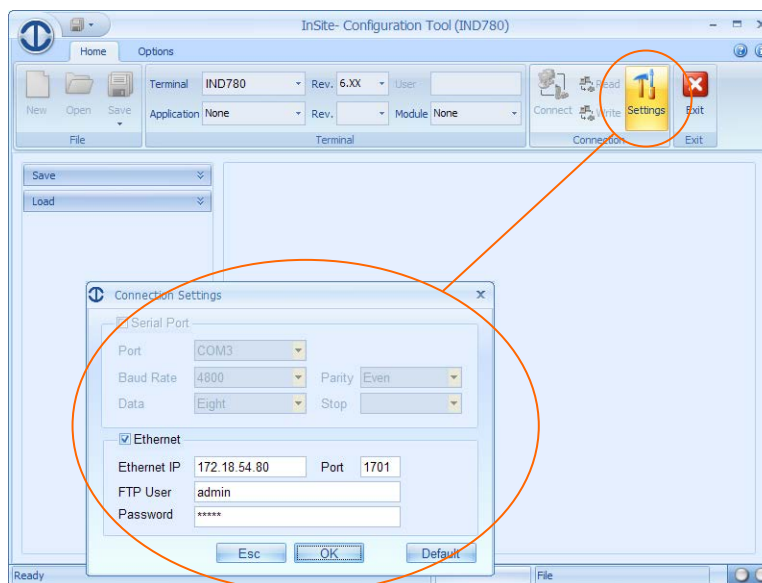 InSite- Configuration Tool (IND780)
Home Options
Terminal IND780 Rev. 6.XX User
New Open Save Application None Rev. Module None Connect Read Write Settings Exit
File Terminal Connection Exit
Save
Load
Connection Settings
Serial Port
Port COM3
Baud Rate 4800 Parity Even
Data Eight Stop
Ethernet
Ethernet IP 172.18.54.80 Port 1701
FTP User admin
Password *****
Esc OK Default
Ready File